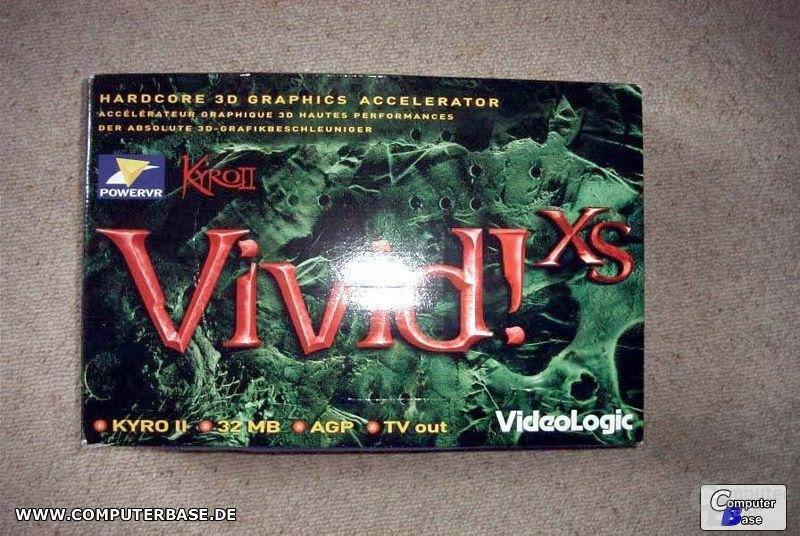 HARDCORE 3D GRAPHICS ACCELERATOR
ACCÉLÉRATEUR GRAPHIQUE 3D HAUTES PERFORMANCES
DER ABSOLUTE 3D-GRAFIKBESCHLEUNIGER
POWERVR
KYROII
Vivid! XS
KYRO II 32 MB AGP TV out
VideoLogic
WWW.COMPUTERBASE.DE
Computer
Base